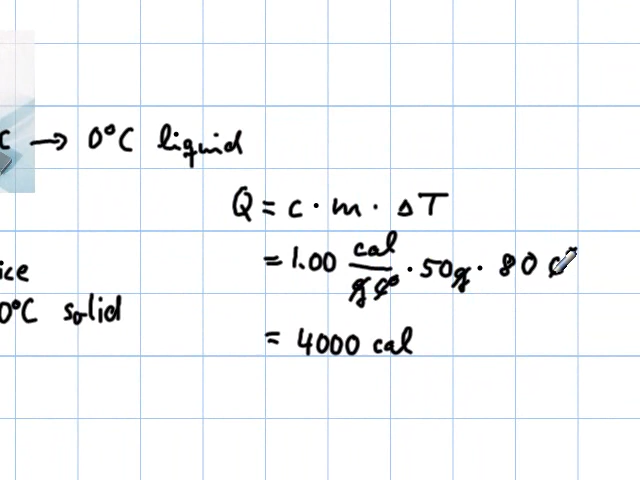 C → 0°C liquid
Q = c · m · ΔT
= 1.00 cal/g C° · 50g · 80 C°
ice
0°C solid
= 4000 cal